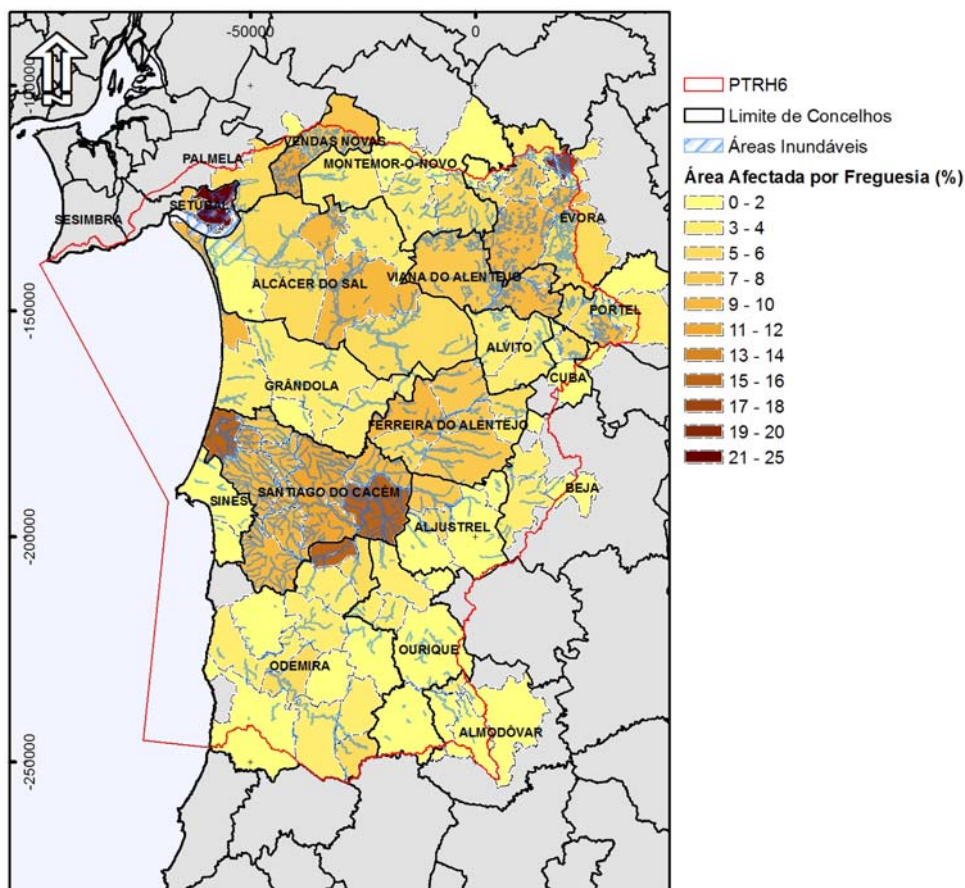 -50000
0
-100000
-150000
-200000
-250000
N
PALMELA
VENDAS NOVAS
MONTEMOR-O-NOVO
SESIMBRA
SETÚBAL
ÉVORA
ALCÁCER DO SAL
VIANA DO ALENTEJO
PORTEL
ALVITO
CUBA
GRÂNDOLA
FERREIRA DO ALENTEJO
SINES
SANTIAGO DO CACÉM
BEJA
ALJUSTREL
ODEMIRA
OURIQUE
ALMODÔVAR
PTRH6
Limite de Concelhos
Áreas Inundáveis
Área Afectada por Freguesia (%)
0 - 2
3 - 4
5 - 6
7 - 8
9 - 10
11 - 12
13 - 14
15 - 16
17 - 18
19 - 20
21 - 25